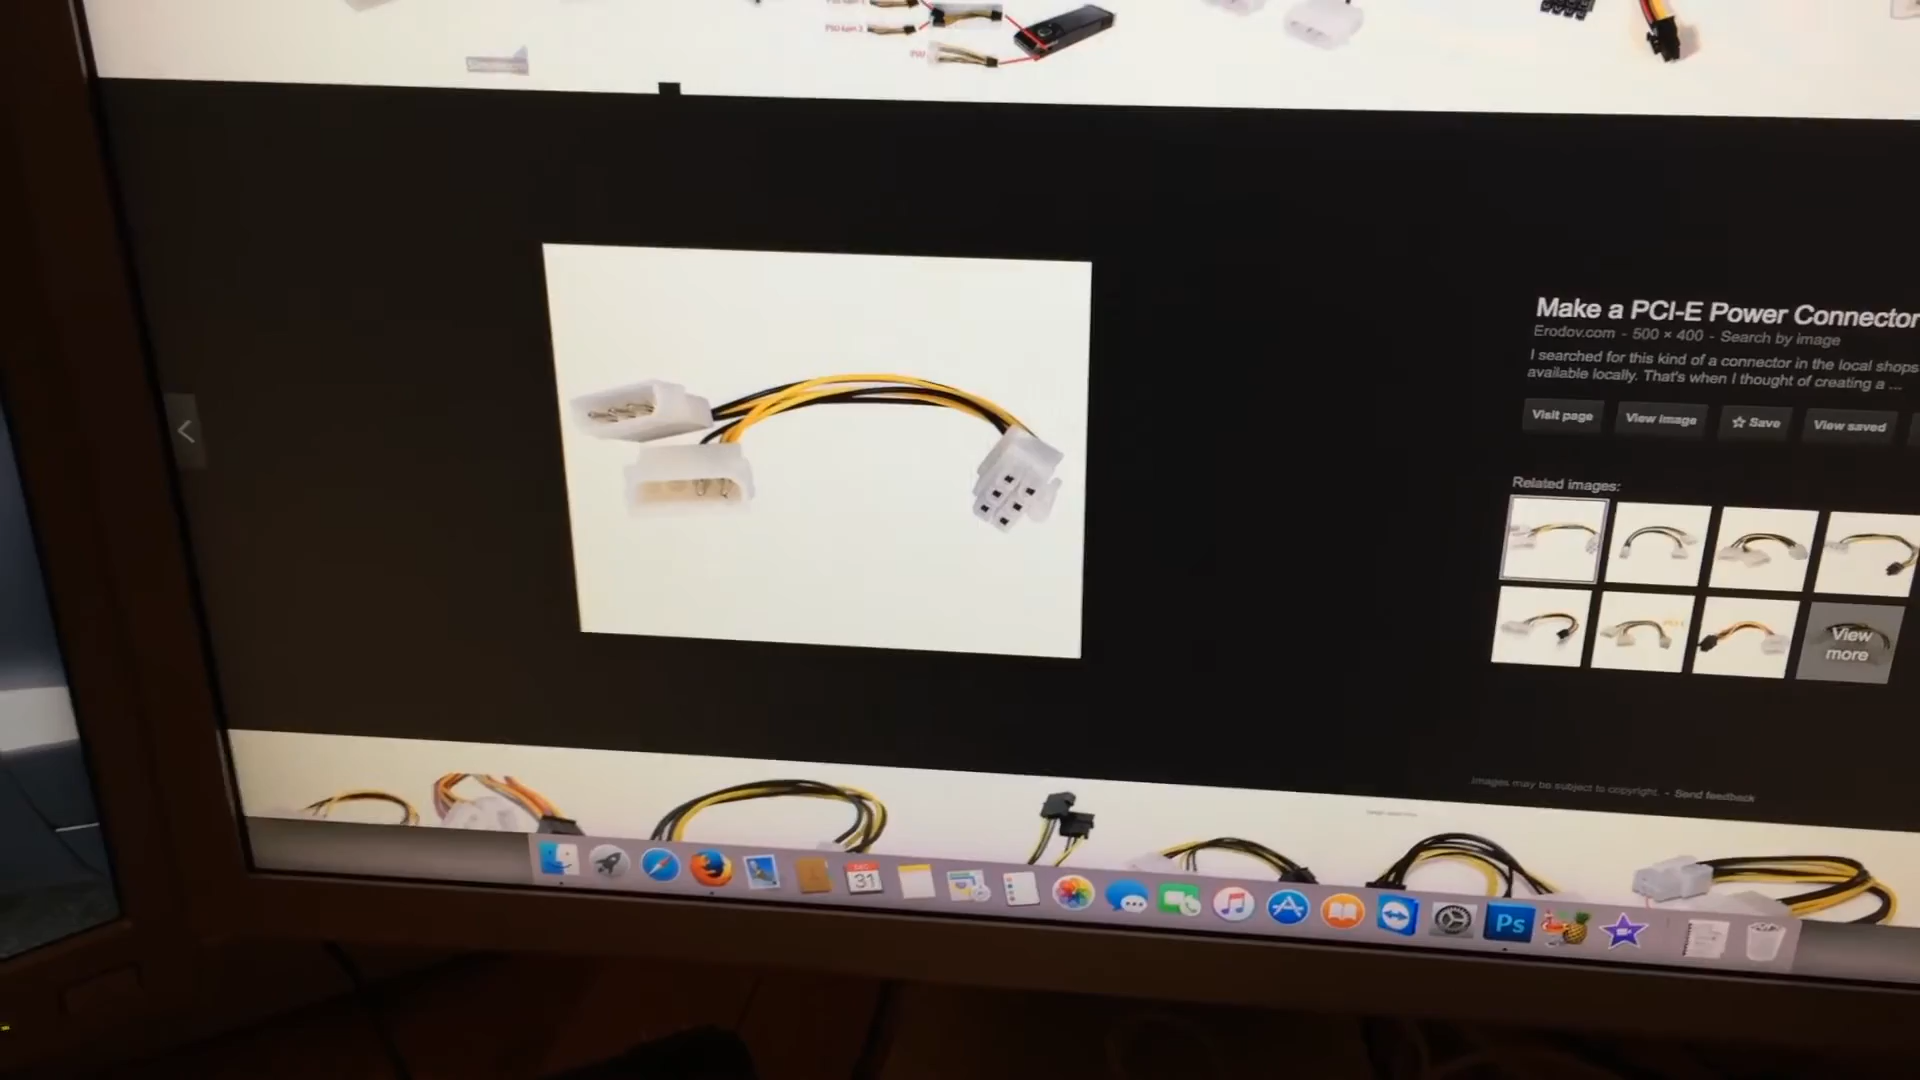 Make a PCI-E Power Connector
Erodov.com - 500 × 400 - Search by image
I searched for this kind of a connector in the local shops
available locally. That's when I thought of creating a ...
Visit page
View image
Save
View saved
Related images:
View
more
Images may be subject to copyright. - Send feedback
31
Ps